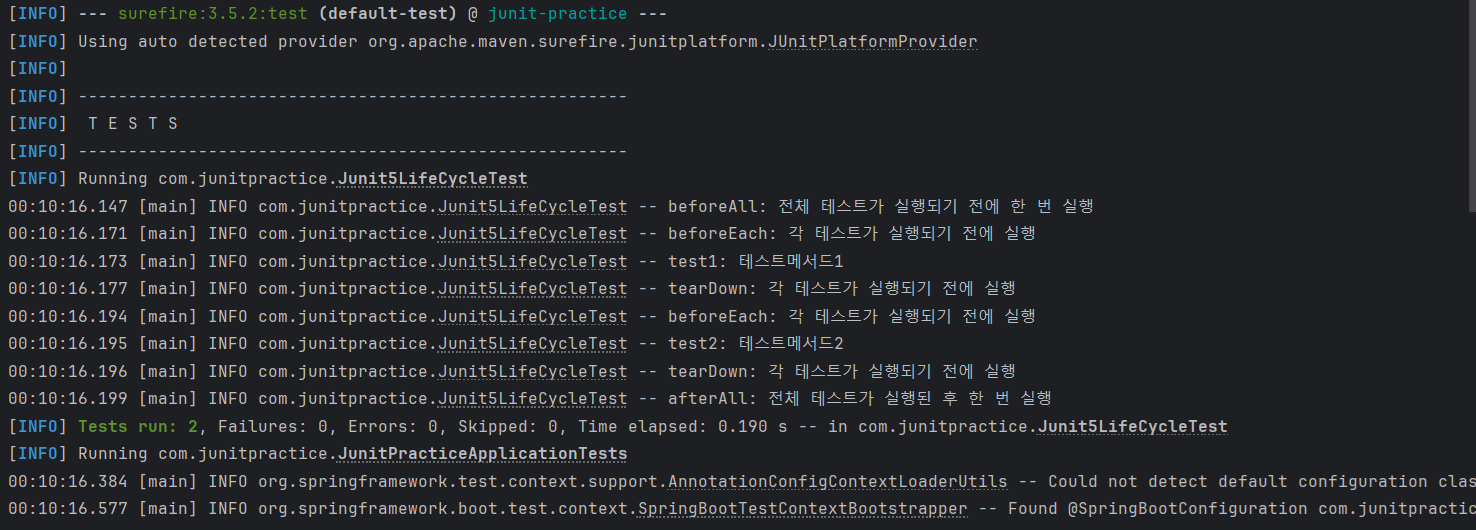 [INFO] --- surefire:3.5.2:test (default-test) @ junit-practice ---
[INFO] Using auto detected provider org.apache.maven.surefire.junitplatform.JUnitPlatformProvider
[INFO]
[INFO] -------------------------------------------------------
[INFO]  T E S T S
[INFO] -------------------------------------------------------
[INFO] Running com.junitpractice.Junit5LifeCycleTest
00:10:16.147 [main] INFO com.junitpractice.Junit5LifeCycleTest -- beforeAll: 전체 테스트가 실행되기 전에 한 번 실행
00:10:16.171 [main] INFO com.junitpractice.Junit5LifeCycleTest -- beforeEach: 각 테스트가 실행되기 전에 실행
00:10:16.173 [main] INFO com.junitpractice.Junit5LifeCycleTest -- test1: 테스트메서드1
00:10:16.177 [main] INFO com.junitpractice.Junit5LifeCycleTest -- tearDown: 각 테스트가 실행되기 전에 실행
00:10:16.194 [main] INFO com.junitpractice.Junit5LifeCycleTest -- beforeEach: 각 테스트가 실행되기 전에 실행
00:10:16.195 [main] INFO com.junitpractice.Junit5LifeCycleTest -- test2: 테스트메서드2
00:10:16.196 [main] INFO com.junitpractice.Junit5LifeCycleTest -- tearDown: 각 테스트가 실행되기 전에 실행
00:10:16.199 [main] INFO com.junitpractice.Junit5LifeCycleTest -- afterAll: 전체 테스트가 실행된 후 한 번 실행
[INFO] Tests run: 2, Failures: 0, Errors: 0, Skipped: 0, Time elapsed: 0.190 s -- in com.junitpractice.Junit5LifeCycleTest
[INFO] Running com.junitpractice.JunitPracticeApplicationTests
00:10:16.384 [main] INFO org.springframework.test.context.support.AnnotationConfigContextLoaderUtils -- Could not detect default configuration clas
00:10:16.577 [main] INFO org.springframework.boot.test.context.SpringBootTestContextBootstrapper -- Found @SpringBootConfiguration com.junitpractic